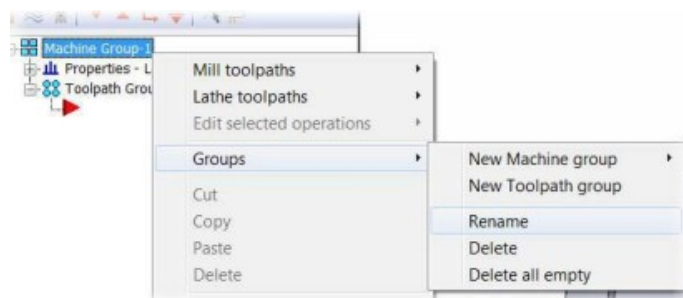 Machine Group-1
Properties - L
Toolpath Grou
Mill toolpaths
Lathe toolpaths
Edit selected operations
Groups
Cut
Copy
Paste
Delete
New Machine group
New Toolpath group
Rename
Delete
Delete all empty